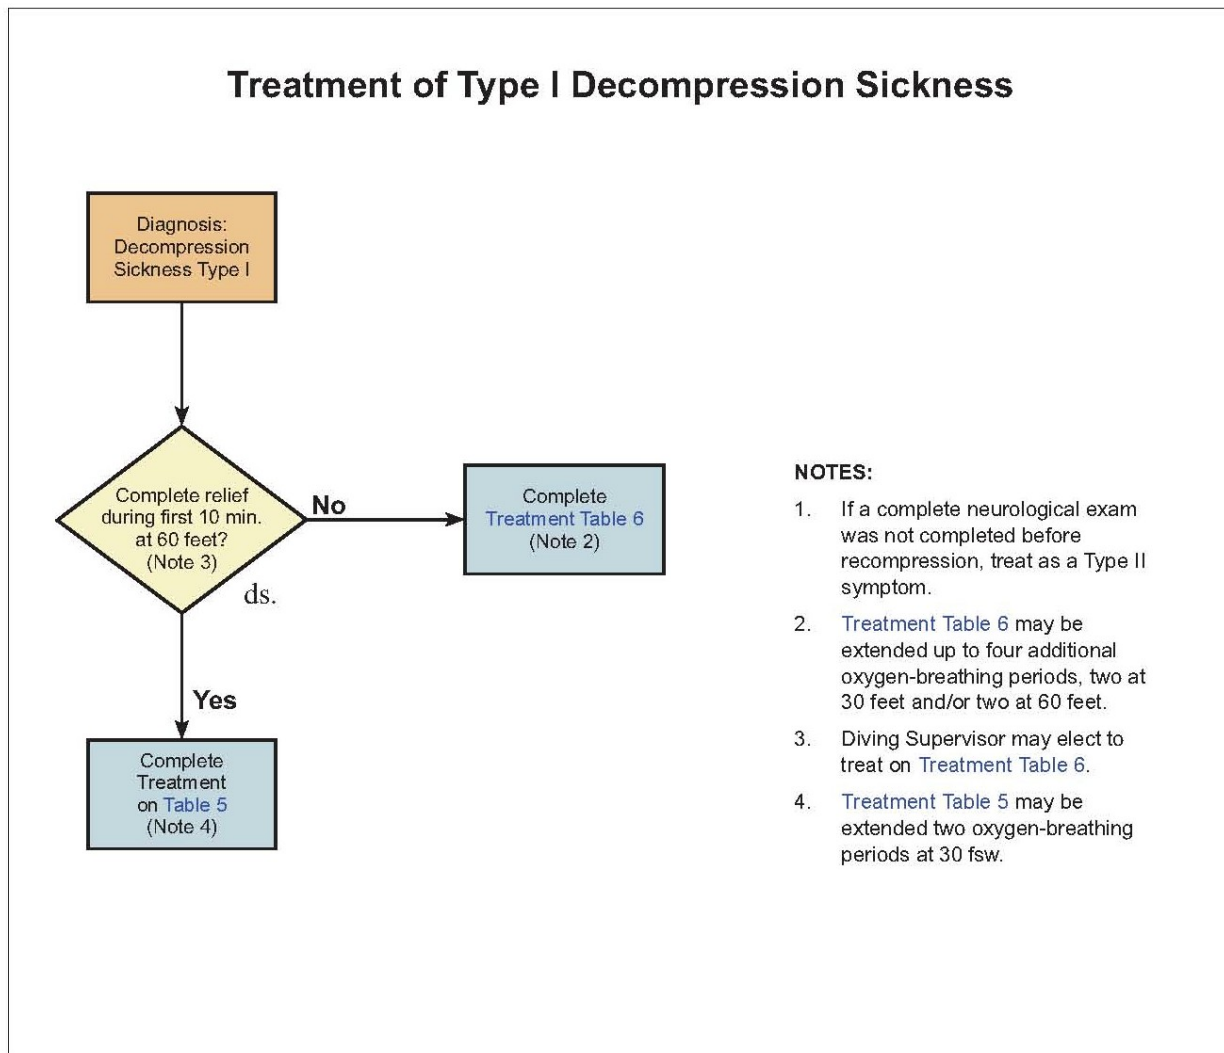 Treatment of Type I Decompression Sickness
Diagnosis:
Decompression
Sickness Type I
Complete relief
during first 10 min.
at 60 feet?
(Note 3)
No
Complete
Treatment Table 6
(Note 2)
ds.
Yes
Complete
Treatment
on Table 5
(Note 4)
NOTES:
1. If a complete neurological exam
was not completed before
recompression, treat as a Type II
symptom.
2. Treatment Table 6 may be
extended up to four additional
oxygen-breathing periods, two at
30 feet and/or two at 60 feet.
3. Diving Supervisor may elect to
treat on Treatment Table 6.
4. Treatment Table 5 may be
extended two oxygen-breathing
periods at 30 fsw.